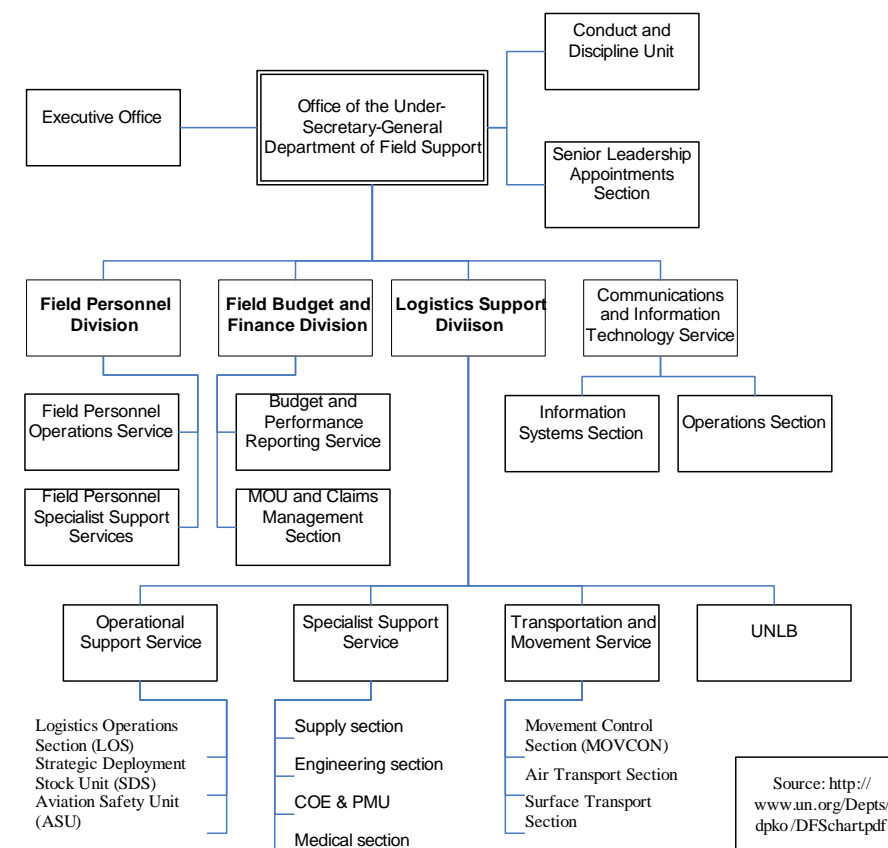 Conduct and
Discipline Unit
Executive Office
Office of the Under-
Secretary-General
Department of Field Support
Senior Leadership
Appointments
Section
Field Personnel
Division
Field Budget and
Finance Division
Logistics Support
Diviison
Communications
and Information
Technology Service
Field Personnel
Operations Service
Budget and
Performance
Reporting Service
Information
Systems Section
Operations Section
Field Personnel
Specialist Support
Services
MOU and Claims
Management
Section
Operational
Support Service
Specialist Support
Service
Transportation and
Movement Service
UNLB
Logistics Operations
Section (LOS)
Strategic Deployment
Stock Unit (SDS)
Aviation Safety Unit
(ASU)
Supply section
Engineering section
COE & PMU
Medical section
Movement Control
Section (MOVCON)
Air Transport Section
Surface Transport
Section
Source: http://
www.un.org/Depts/
dpko /DFSchart.pdf